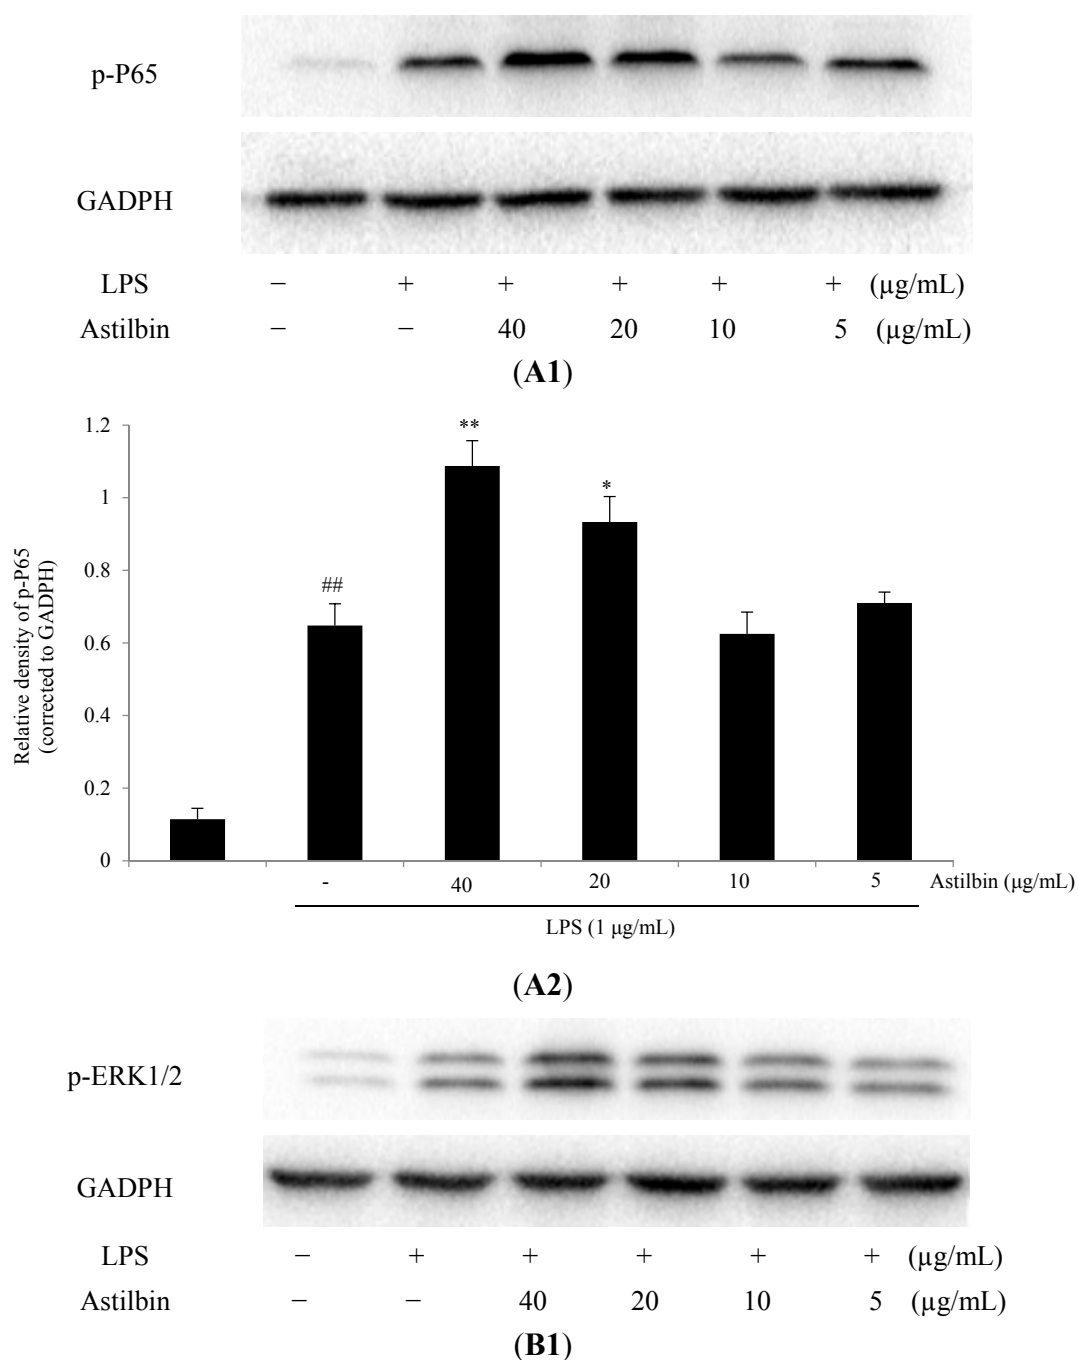 p-P65
GADPH
LPS − + + + + + (µg/mL)
Astilbin − − 40 20 10 5 (µg/mL)
(A1)
Relative density of p-P65
(corrected to GADPH)
1.2
1
0.8
0.6
0.4
0.2
0
##
**
*
- 40 20 10 5 Astilbin (µg/mL)
LPS (1 µg/mL)
(A2)
p-ERK1/2
GADPH
LPS − + + + + + (µg/mL)
Astilbin − − 40 20 10 5 (µg/mL)
(B1)